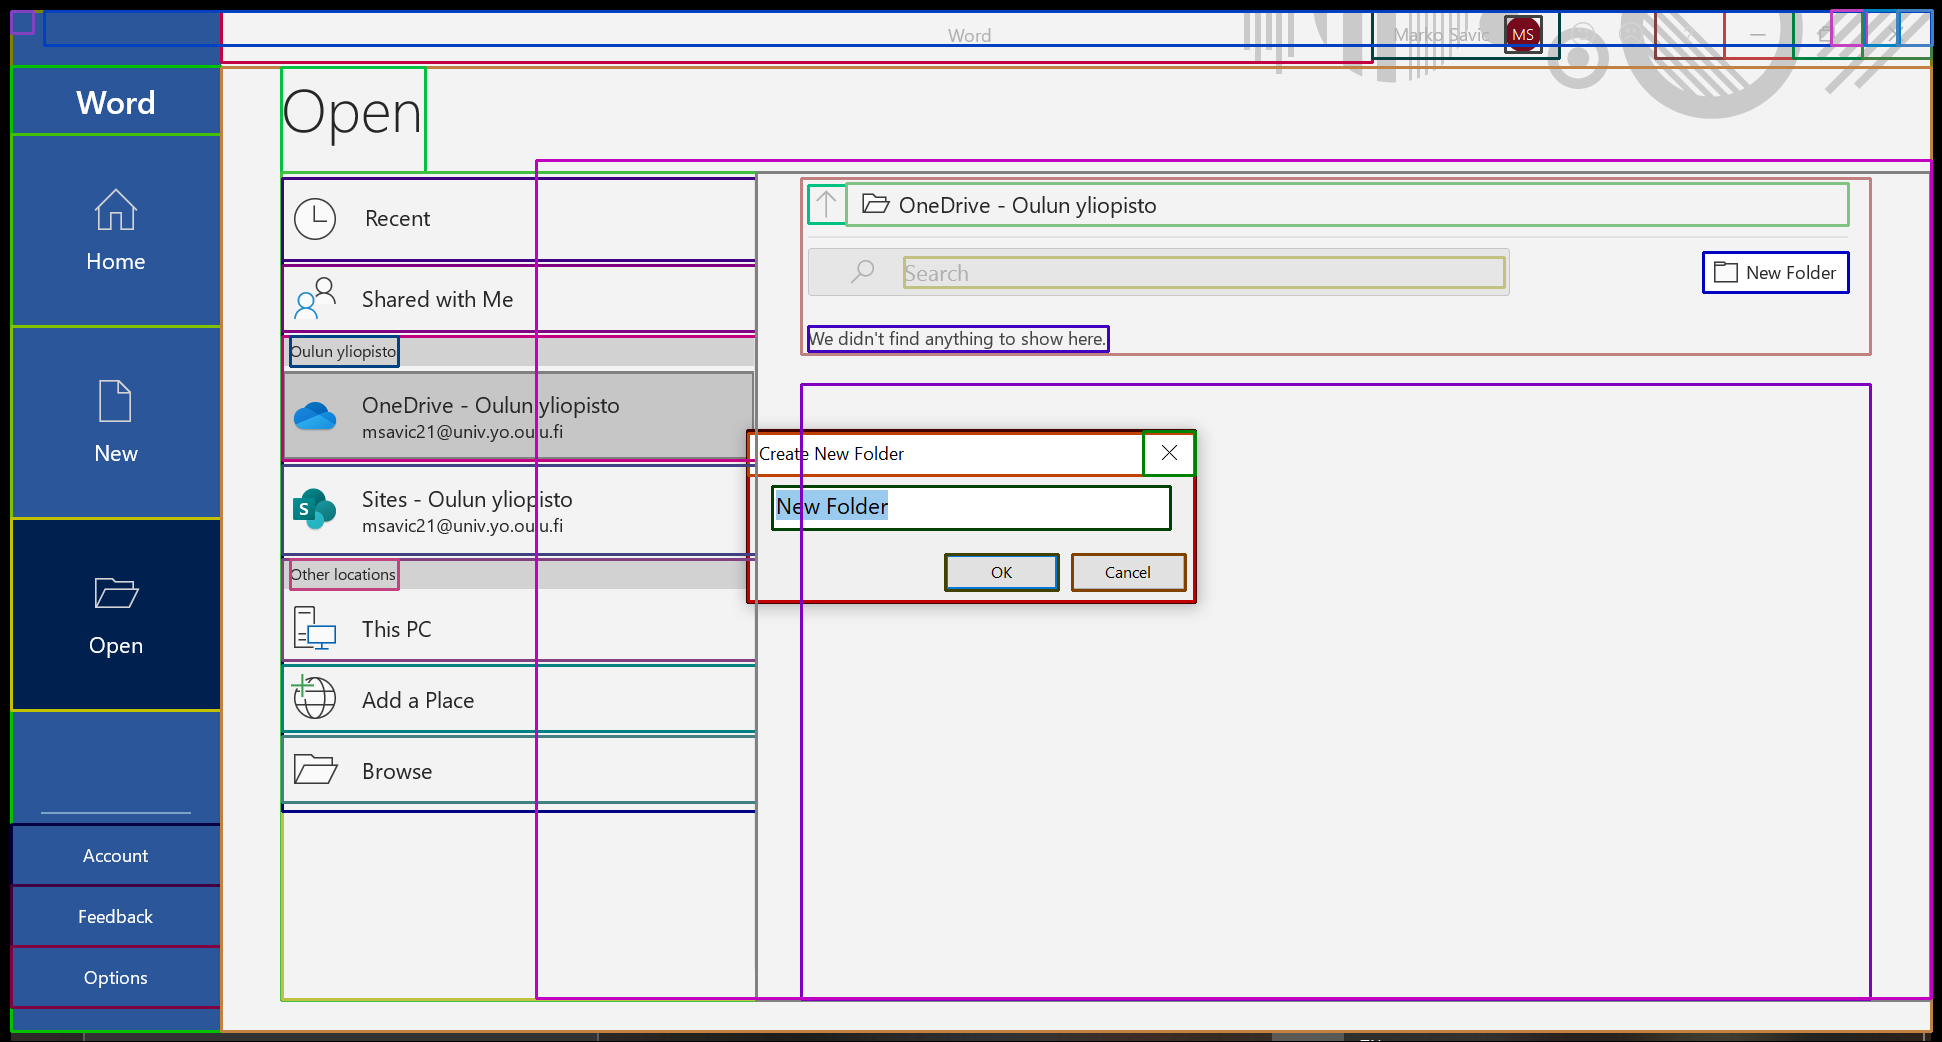 Word
Marko Savic
MS
Word
Home
New
Open
Account
Feedback
Options
Open
Recent
Shared with Me
Oulun yliopisto
OneDrive - Oulun yliopisto
msavic21@univ.yo.oulu.fi
S
Sites - Oulun yliopisto
msavic21@univ.yo.oulu.fi
Other locations
This PC
Add a Place
Browse
OneDrive - Oulun yliopisto
Search
New Folder
We didn't find anything to show here.
Create New Folder
New Folder
OK
Cancel